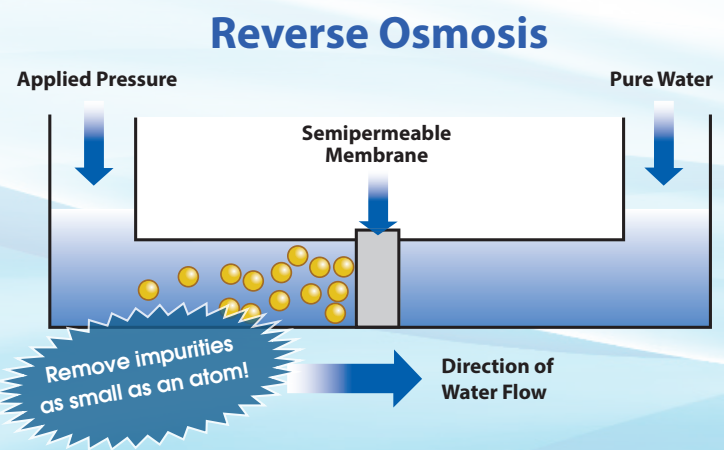 Reverse Osmosis
Applied Pressure
Pure Water
Semipermeable
Membrane
Remove impurities
as small as an atom!
Direction of
Water Flow